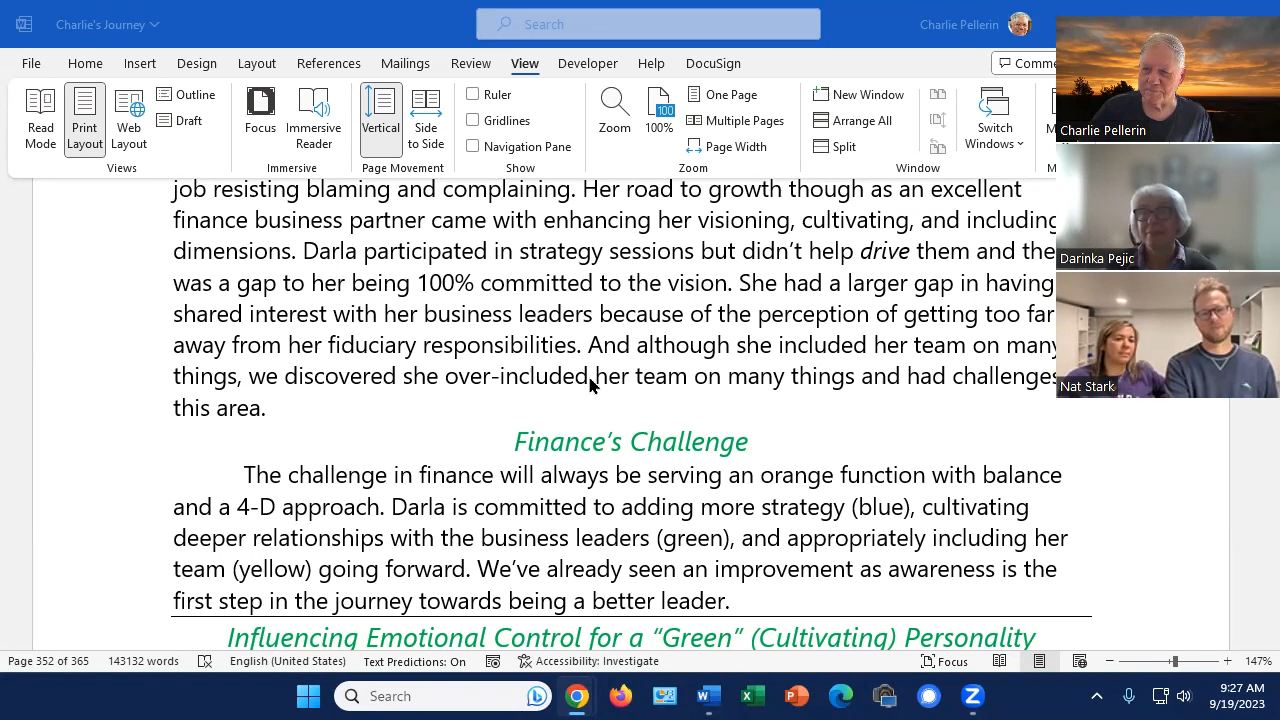 Charlie's Journey
Search
Charlie Pellerin
File Home Insert Design Layout References Mailings Review View Developer Help DocuSign
Read Mode
Print Layout
Web Layout
Outline
Draft
Views
Focus
Immersive Reader
Immersive
Vertical
Side to Side
Page Movement
Ruler
Gridlines
Navigation Pane
Show
Zoom
100
100%
One Page
Multiple Pages
Page Width
Zoom
New Window
Arrange All
Split
Switch Windows
Window
Charlie Pellerin
Darinka Pejic
Nat Stark
job resisting blaming and complaining. Her road to growth though as an excellent
finance business partner came with enhancing her visioning, cultivating, and including
dimensions. Darla participated in strategy sessions but didn't help drive them and the
was a gap to her being 100% committed to the vision. She had a larger gap in having
shared interest with her business leaders because of the perception of getting too far
away from her fiduciary responsibilities. And although she included her team on many
things, we discovered she over-included her team on many things and had challenges
this area.
Finance's Challenge
The challenge in finance will always be serving an orange function with balance
and a 4-D approach. Darla is committed to adding more strategy (blue), cultivating
deeper relationships with the business leaders (green), and appropriately including her
team (yellow) going forward. We've already seen an improvement as awareness is the
first step in the journey towards being a better leader.
Influencing Emotional Control for a “Green” (Cultivating) Personality
Page 352 of 365 143132 words English (United States) Text Predictions: On Accessibility: Investigate Focus 147%
Search
9:27 AM
9/19/2023